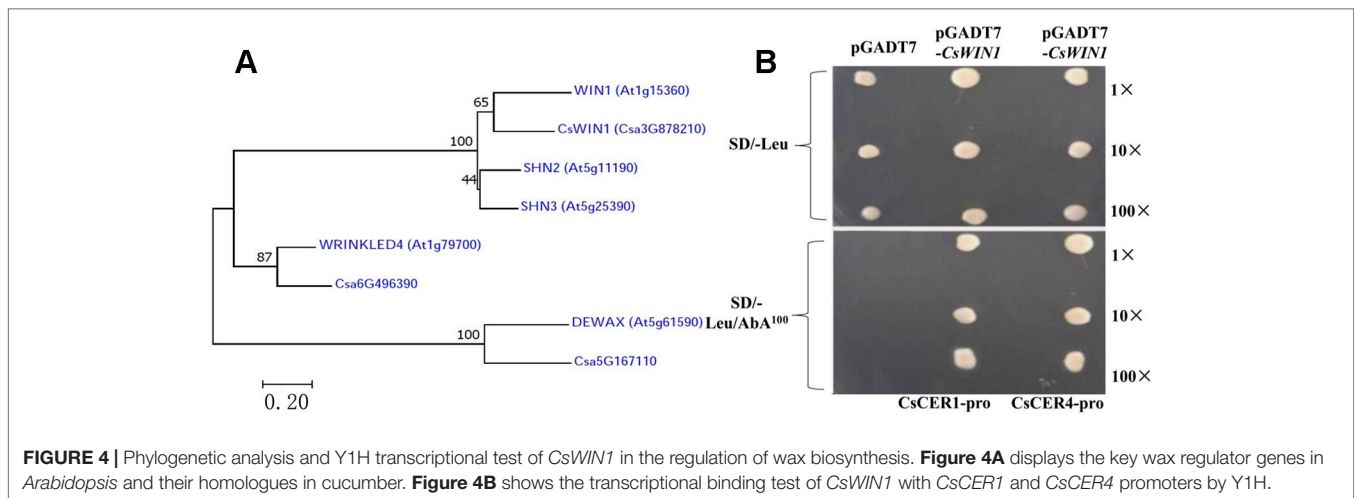 A
65
WIN1 (At1g15360)
CsWIN1 (Csa3G878210)
100
SHN2 (At5g11190)
44
SHN3 (At5g25390)
87
WRINKLED4 (At1g79700)
Csa6G496390
100
DEWAX (At5g61590)
Csa5G167110
0.20
B
pGADT7
pGADT7
-CsWIN1
pGADT7
-CsWIN1
SD/-Leu
1×
10×
100×
SD/-
Leu/AbA¹⁰⁰
1×
10×
100×
CsCER1-pro
CsCER4-pro
FIGURE 4 | Phylogenetic analysis and Y1H transcriptional test of CsWIN1 in the regulation of wax biosynthesis. Figure 4A displays the key wax regulator genes in
Arabidopsis and their homologues in cucumber. Figure 4B shows the transcriptional binding test of CsWIN1 with CsCER1 and CsCER4 promoters by Y1H.